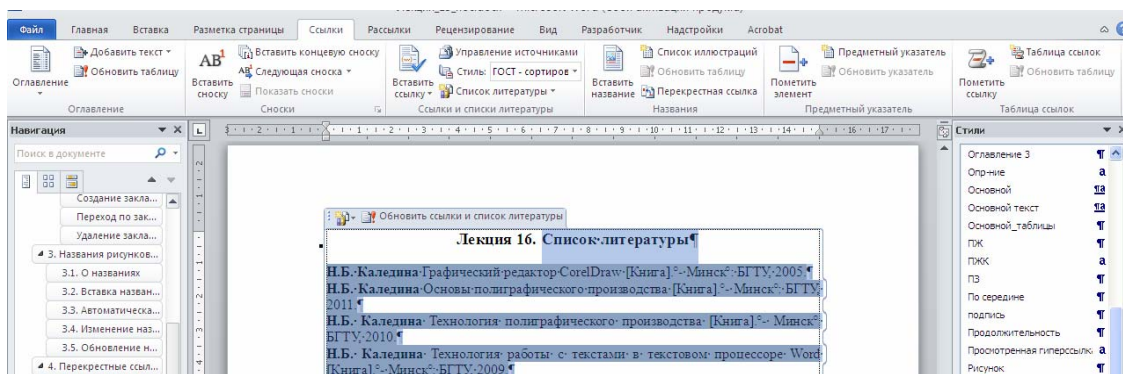 Файл Главная Вставка Разметка страницы Ссылки Рассылки Рецензирование Вид Разработчик Надстройки Acrobat
Оглавление
Добавить текст
Обновить таблицу
Оглавление
AB¹
Вставить сноску
Вставить концевую сноску
Следующая сноска
Показать сноски
Сноски
Вставить ссылку
Управление источниками
Стиль: ГОСТ - сортиров
Список литературы
Ссылки и списки литературы
Вставить название
Список иллюстраций
Обновить таблицу
Перекрестная ссылка
Названия
Пометить элемент
Предметный указатель
Обновить указатель
Предметный указатель
Пометить ссылку
Таблица ссылок
Обновить таблицу
Таблица ссылок
Навигация
Поиск в документе
Создание закла...
Переход по зак...
Удаление закла...
3. Названия рисунков...
3.1. О названиях
3.2. Вставка назван...
3.3. Автоматическа...
3.4. Изменение наз...
3.5. Обновление н...
4. Перекрестные ссыл...
Обновить ссылки и список литературы
Лекция 16. Список·литературы¶
Н.Б.·Каледина·Графический·редактор·CorelDraw·[Книга].°-·Минск°:·БГТУ,·2005.¶
Н.Б.·Каледина·Основы·полиграфического·производства·[Книга].°-·Минск°:·БГТУ,·
2011.¶
Н.Б.·Каледина·Технология·полиграфического·производства·[Книга].°-·Минск°:·
БГТУ,·2010.¶
Н.Б.·Каледина·Технология·работы·с·текстами·в·текстовом·процессоре·Word·
[Книга].°-·Минск°:·БГТУ·2009.¶
Стили
Оглавление 3
Опр-ние
Основной
Основной текст
Основной_таблицы
ПЖ
ПЖК
ПЗ
По середине
подпись
Продолжительность
Просмотренная гиперссылк
Рисунок